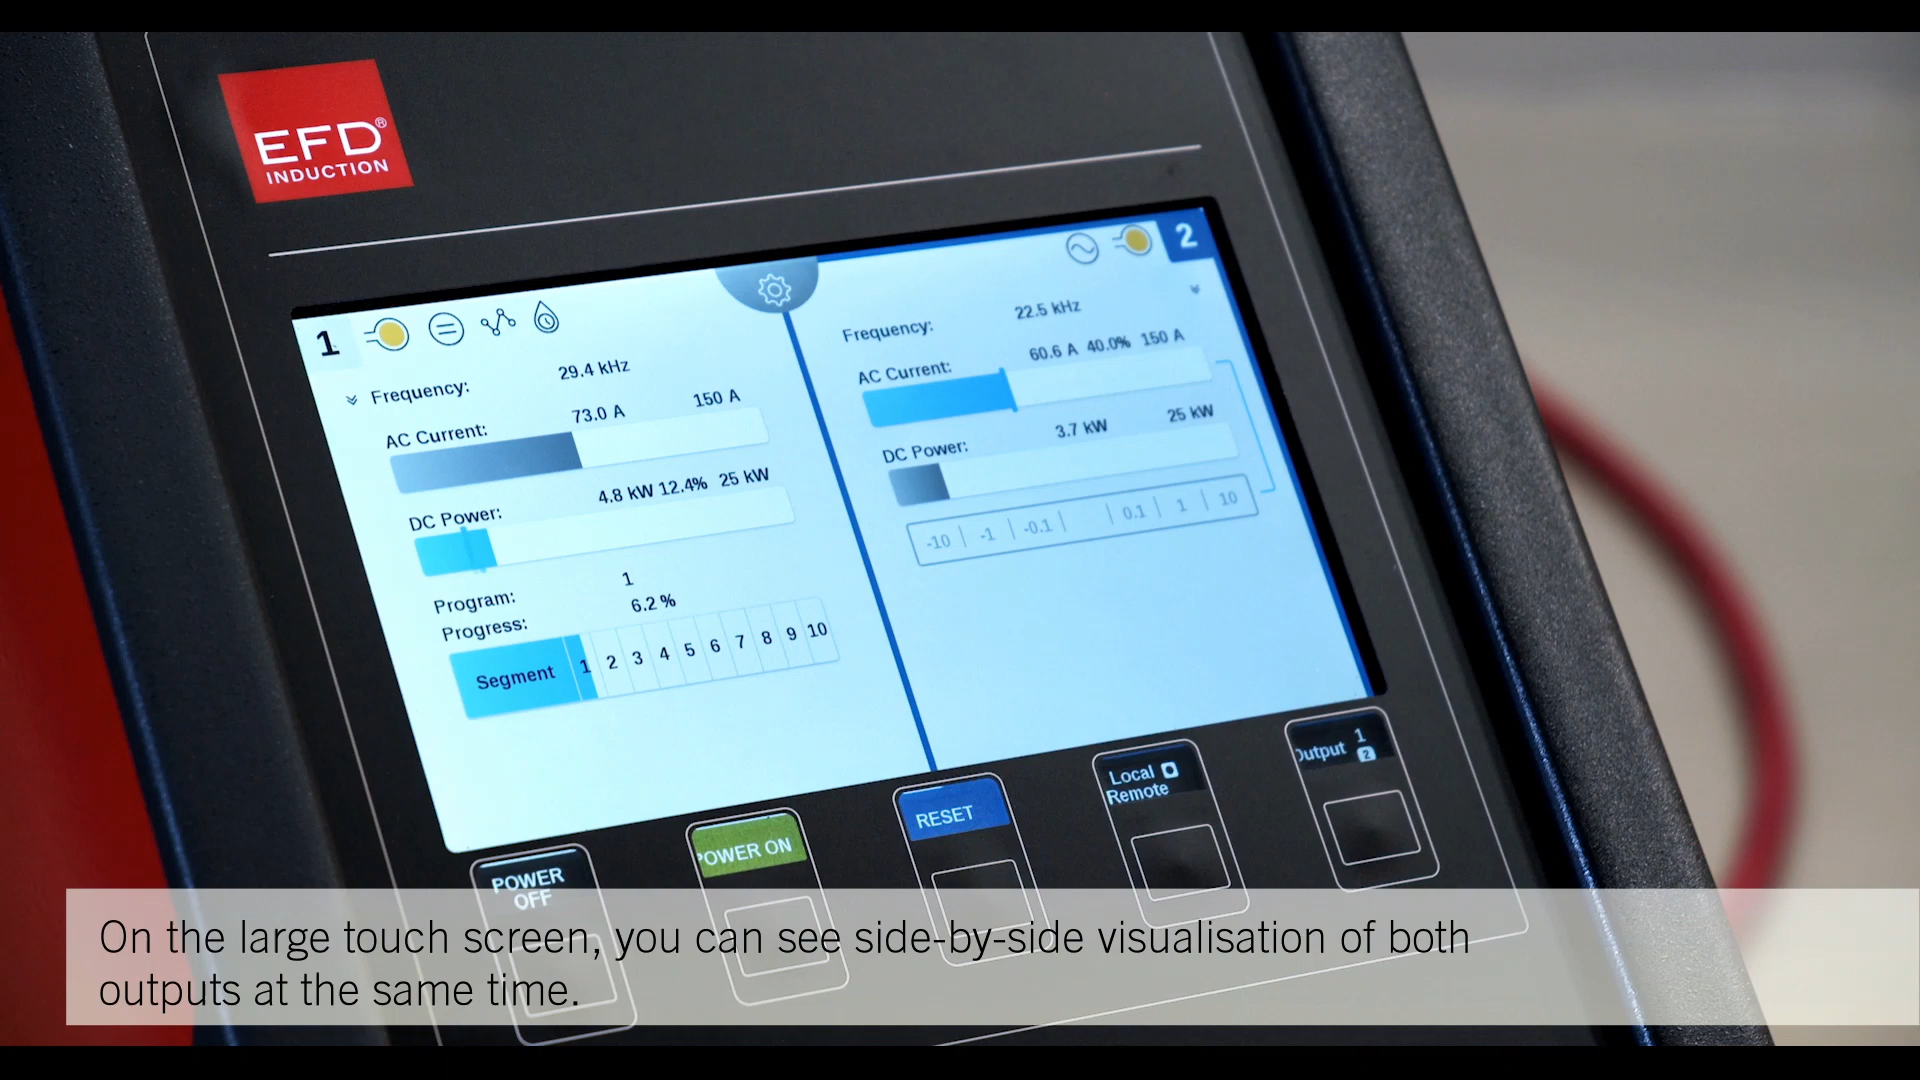 EFD®
INDUCTION
1
Frequency: 29.4 kHz
AC Current: 73.0 A 150 A
DC Power: 4.8 kW 12.4% 25 kW
Program: 1
Progress: 6.2 %
Segment 1 2 3 4 5 6 7 8 9 10
2
Frequency: 22.5 kHz
AC Current: 60.6 A 40.0% 150 A
DC Power: 3.7 kW 25 kW
-10 | -1 | -0.1 | | 0.1 | 1 | 10
POWER
OFF
POWER ON
RESET
Local
Remote
Output 1
2
On the large touch screen, you can see side-by-side visualisation of both
outputs at the same time.